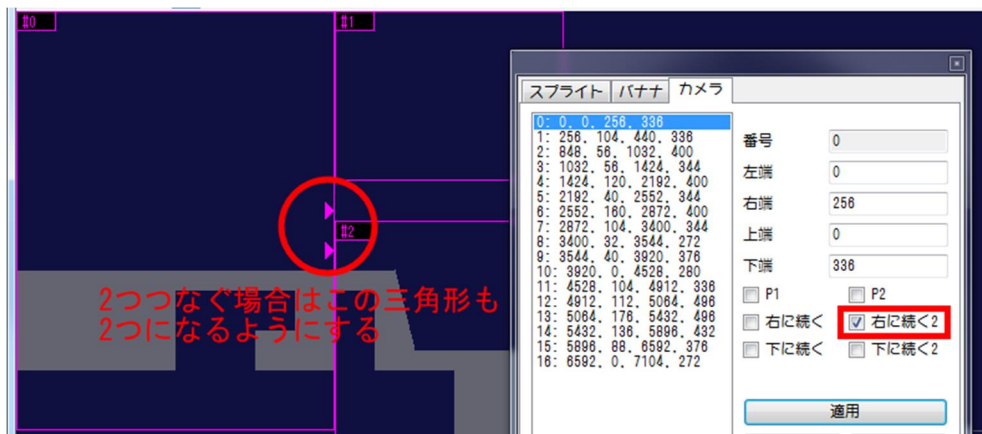 #0
#1
#2
2つつなぐ場合はこの三角形も
2つになるようにする
スプライト
バナナ
カメラ
0: 0, 0, 256, 336
1: 256, 104, 440, 336
2: 848, 56, 1032, 400
3: 1032, 56, 1424, 344
4: 1424, 120, 2192, 400
5: 2192, 40, 2552, 344
6: 2552, 160, 2872, 400
7: 2872, 104, 3400, 344
8: 3400, 32, 3544, 272
9: 3544, 40, 3920, 376
10: 3920, 0, 4528, 280
11: 4528, 104, 4912, 336
12: 4912, 112, 5064, 496
13: 5064, 176, 5432, 496
14: 5432, 136, 5896, 432
15: 5896, 88, 6592, 376
16: 6592, 0, 7104, 272
番号 0
左端 0
右端 256
上端 0
下端 336
P1 P2
右に続く 右に続く2
下に続く 下に続く2
適用